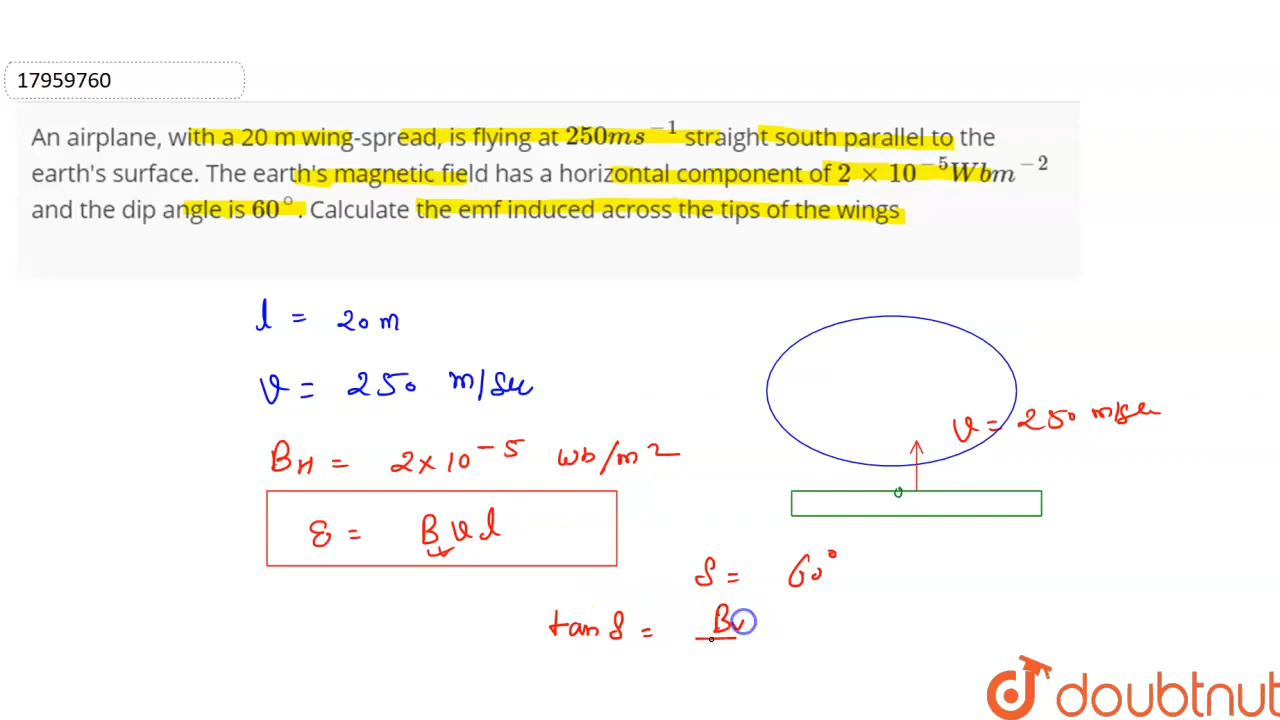 17959760
An airplane, with a 20 m wing-spread, is flying at 250ms⁻¹ straight south parallel to the
earth's surface. The earth's magnetic field has a horizontal component of 2 × 10⁻⁵Wbm⁻²
and the dip angle is 60°. Calculate the emf induced across the tips of the wings
l = 20 m
v = 250 m/sec
v = 250 m/sec
B_H = 2×10⁻⁵ wb/m²
ε = B_v v l
δ = 60°
tan δ = B_v
doubtnut